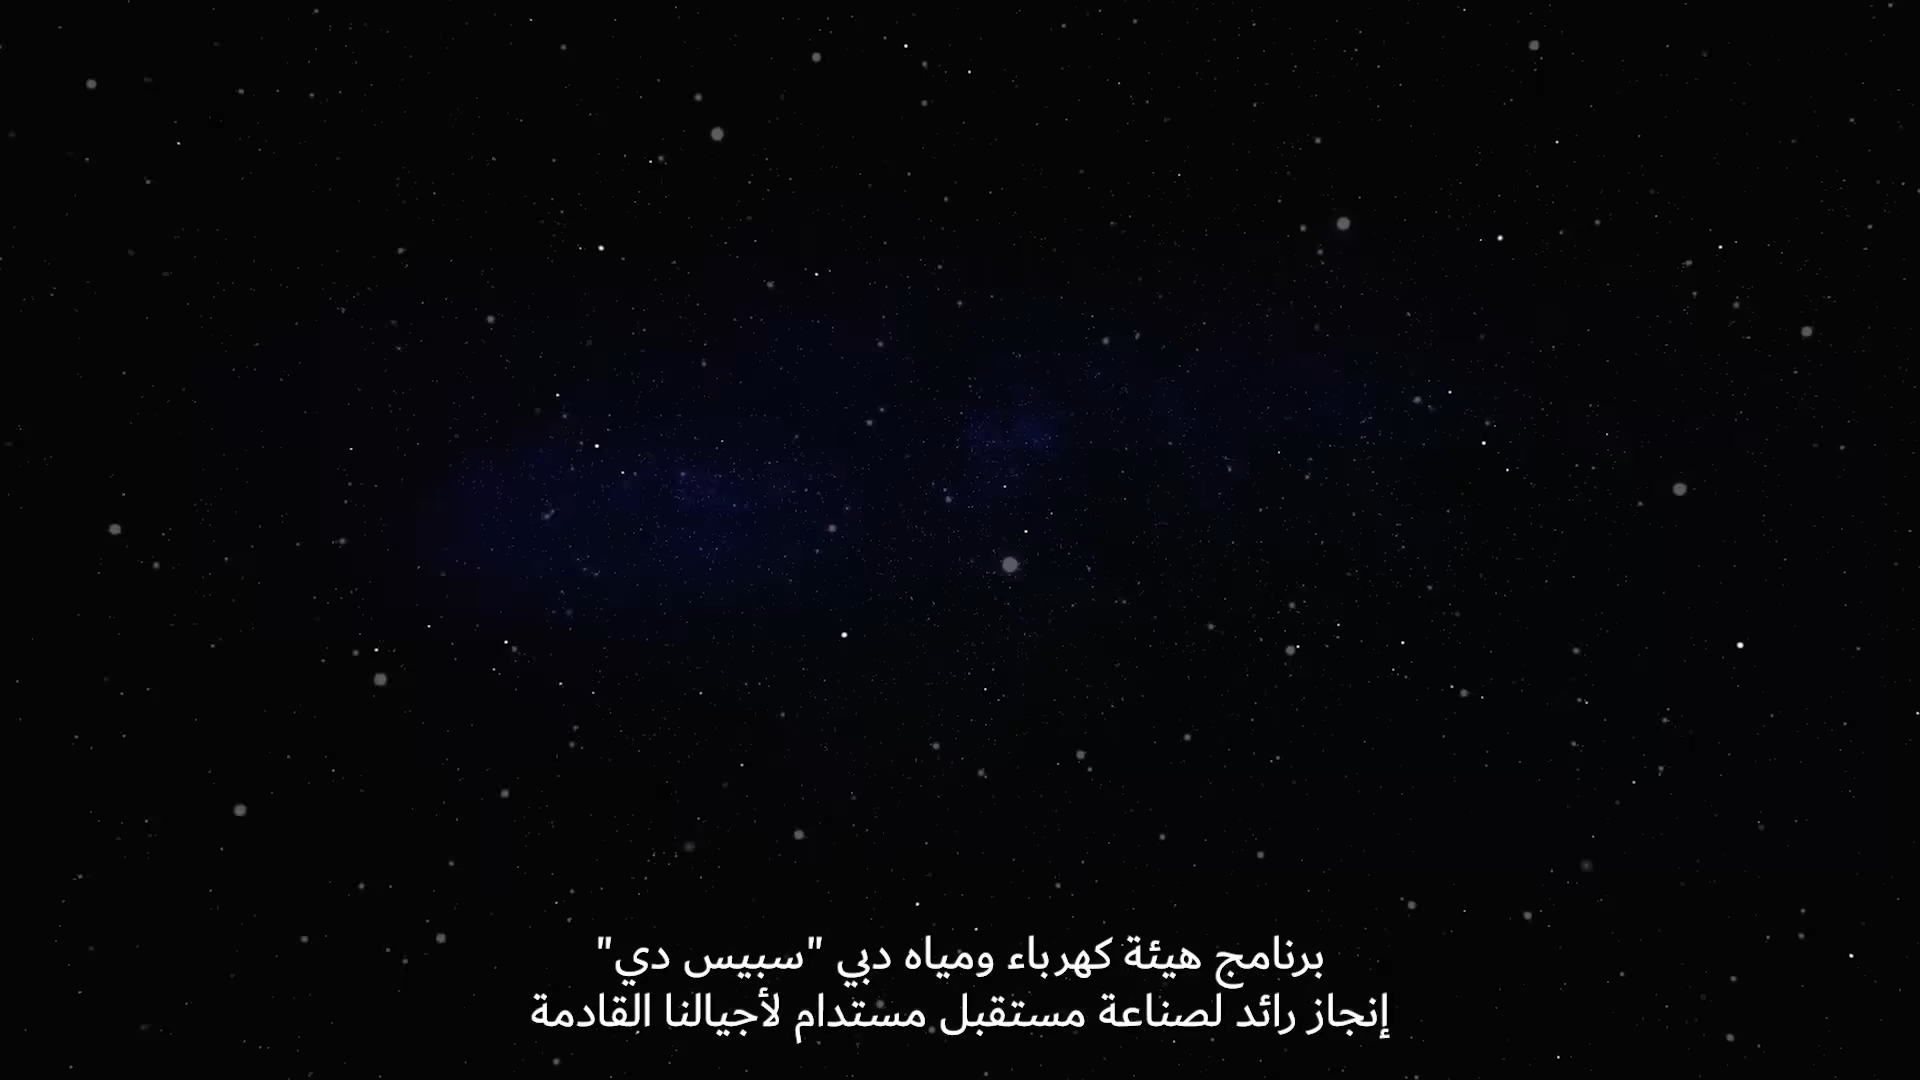 برنامج هيئة كهرباء ومياه دبي "سبيس دي"
إنجاز رائد لصناعة مستقبل مستدام لأجيالنا القادمة